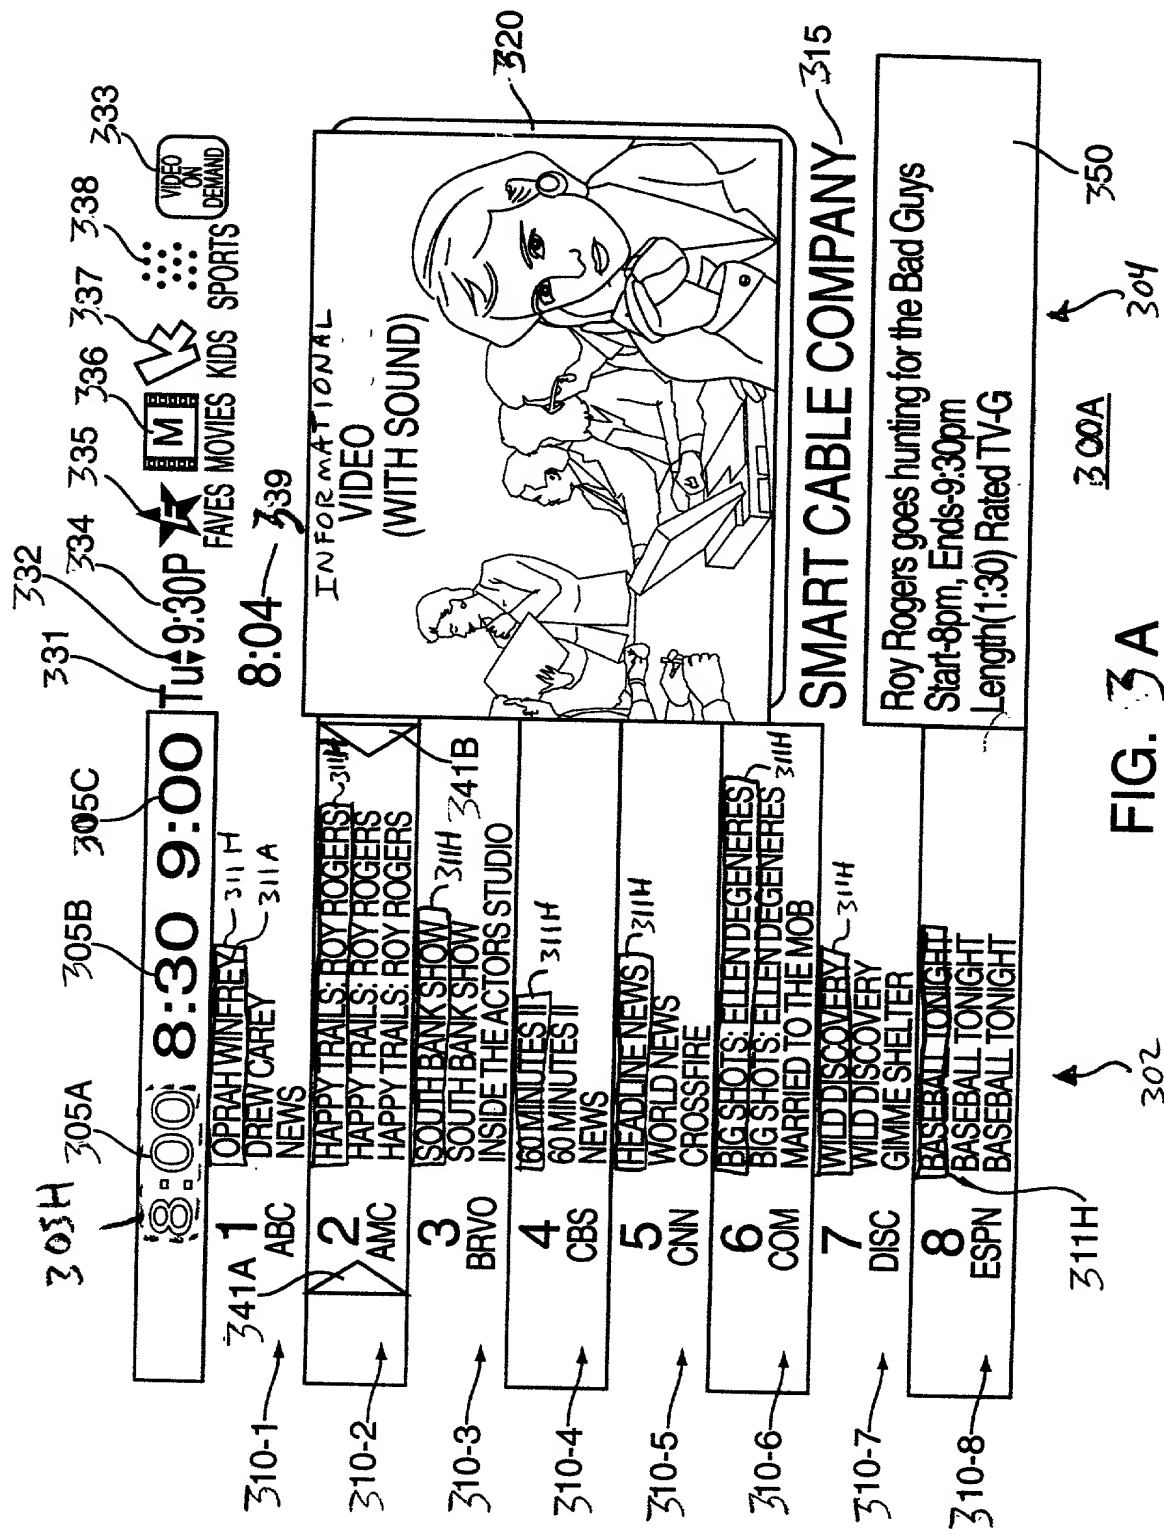 333
338
337
336
335
334
332
331
305C
305B
305A
305H
8:00 8:30 9:00
Tu 9:30P
F
FAVES
M
MOVIES
KIDS
SPORTS
VIDEO
ON
DEMAND
8:04
339
320
311H
311A
310-1
1
ABC
OPRAH WINFREY
DREW CAREY
NEWS
341A
310-2
2
AMC
HAPPY TRAILS: ROY ROGERS
HAPPY TRAILS: ROY ROGERS
HAPPY TRAILS: ROY ROGERS
311H
341B
310-3
3
BRVO
SOUTH BANK SHOW
SOUTH BANK SHOW
INSIDE THE ACTORS STUDIO
311H
310-4
4
CBS
60 MINUTES II
60 MINUTES II
NEWS
311H
310-5
5
CNN
HEADLINE NEWS
WORLD NEWS
CROSSFIRE
311H
310-6
6
COM
BIG SHOTS: ELLEN DEGENERES
BIG SHOTS: ELLEN DEGENERES
MARRIED TO THE MOB
311H
310-7
7
DISC
WILD DISCOVERY
WILD DISCOVERY
GIMME SHELTER
311H
310-8
8
ESPN
BASEBALL TONIGHT
BASEBALL TONIGHT
BASEBALL TONIGHT
311H
INFORMATIONAL
VIDEO
(WITH SOUND)
SMART CABLE COMPANY
315
Roy Rogers goes hunting for the Bad Guys
Start-8pm, Ends-9:30pm
Length(1:30) Rated TV-G
350
302
304
300A
FIG. 3A